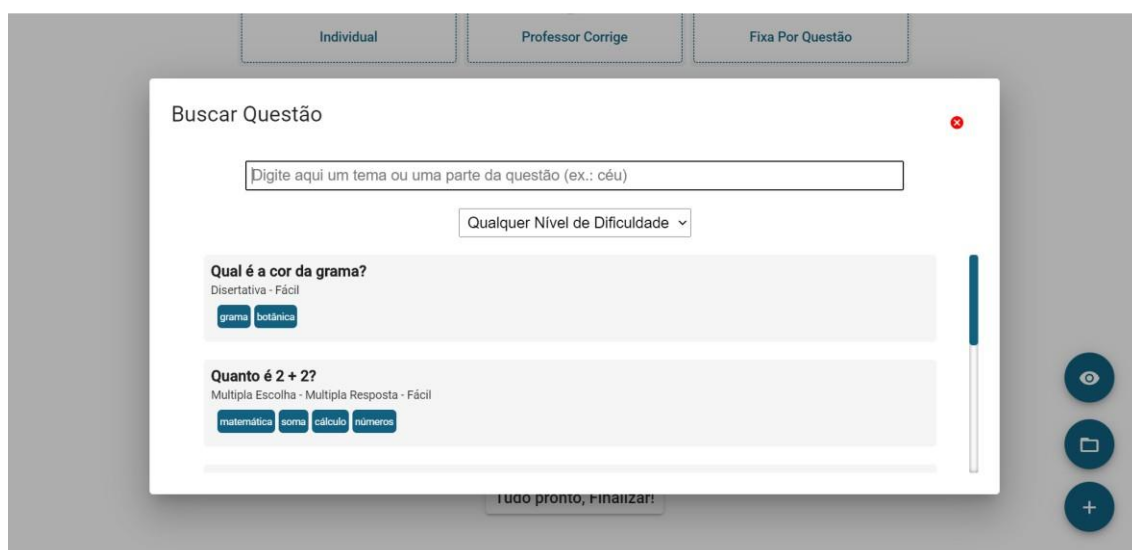 Individual
Professor Corrige
Fixa Por Questão
Buscar Questão
Digite aqui um tema ou uma parte da questão (ex.: céu)
Qualquer Nível de Dificuldade
Qual é a cor da grama?
Disertativa - Fácil
grama botânica
Quanto é 2 + 2?
Multipla Escolha - Multipla Resposta - Fácil
matemática soma cálculo números
Tudo pronto, Finalizar!